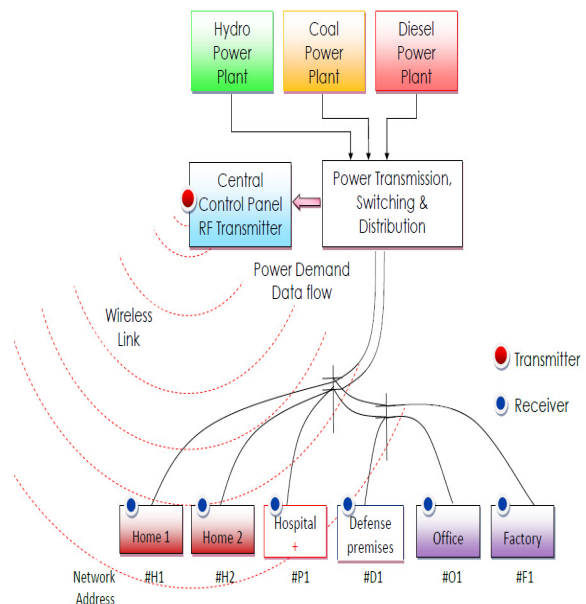 Hydro
Power
Plant
Coal
Power
Plant
Diesel
Power
Plant
Central
Control Panel
RF Transmitter
Power Transmission,
Switching &
Distribution
Power Demand
Data flow
Wireless
Link
Transmitter
Receiver
Home 1
Home 2
Hospital
+
Defense
premises
Office
Factory
Network
Address
#H1
#H2
#P1
#D1
#O1
#F1